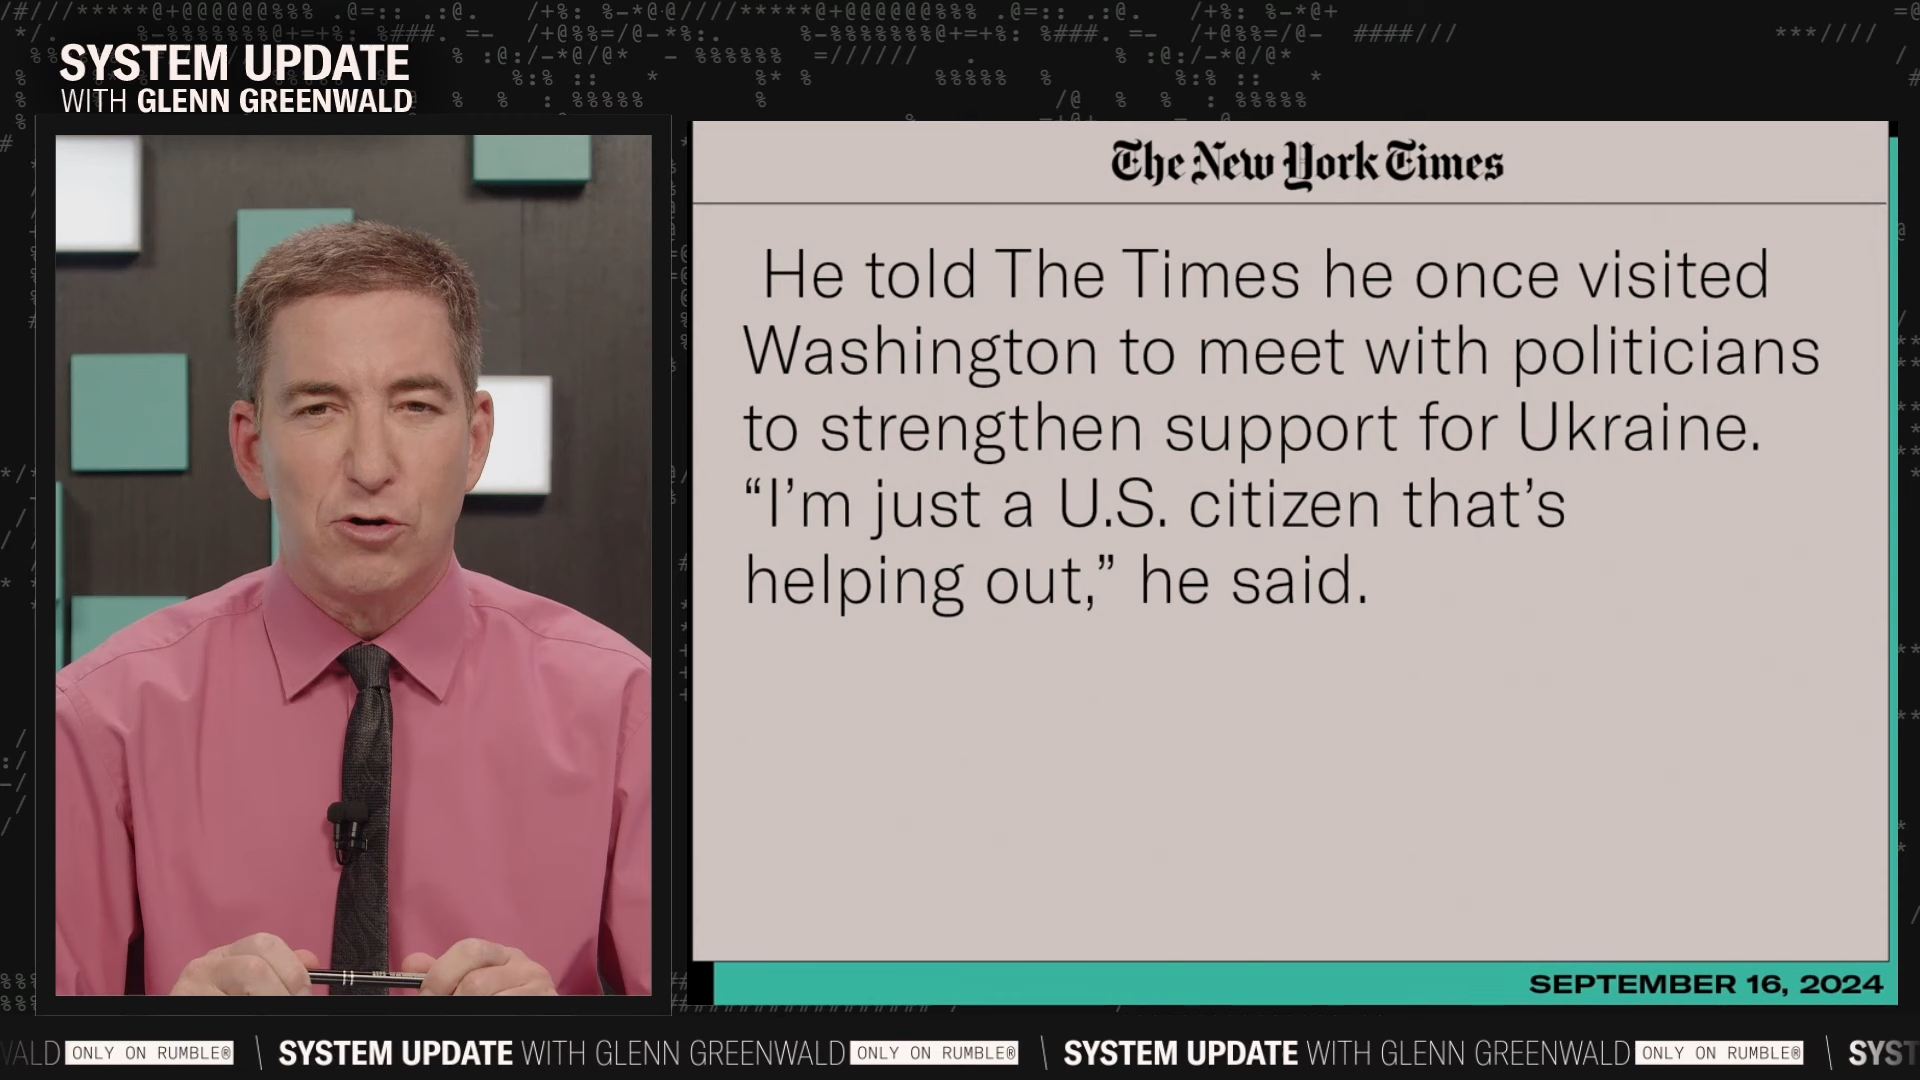 SYSTEM UPDATE
WITH GLENN GREENWALD
The New York Times
He told The Times he once visited
Washington to meet with politicians
to strengthen support for Ukraine.
“I’m just a U.S. citizen that’s
helping out,” he said.
SEPTEMBER 16, 2024
WALD ONLY ON RUMBLE® \ SYSTEM UPDATE WITH GLENN GREENWALD ONLY ON RUMBLE® \ SYSTEM UPDATE WITH GLENN GREENWALD ONLY ON RUMBLE® \ SYST